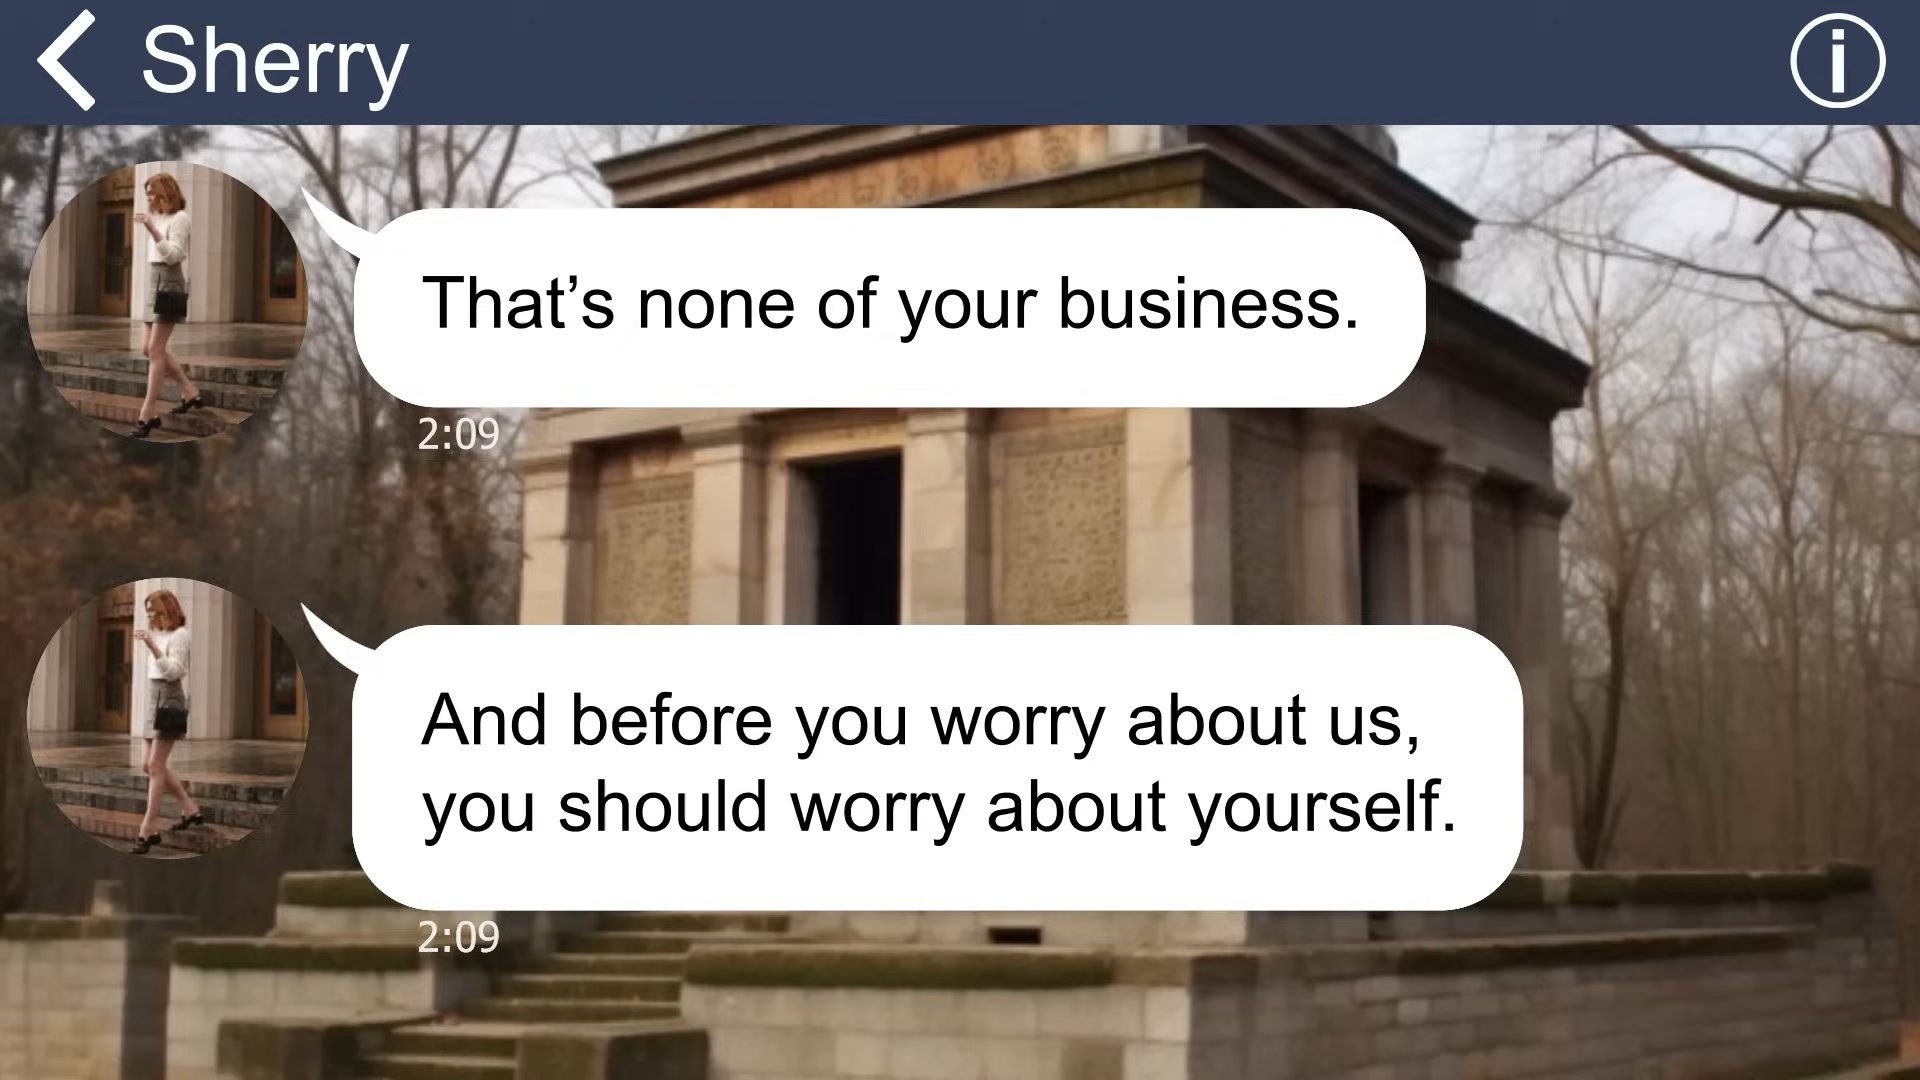 Sherry
That’s none of your business.
2:09
And before you worry about us,
you should worry about yourself.
2:09